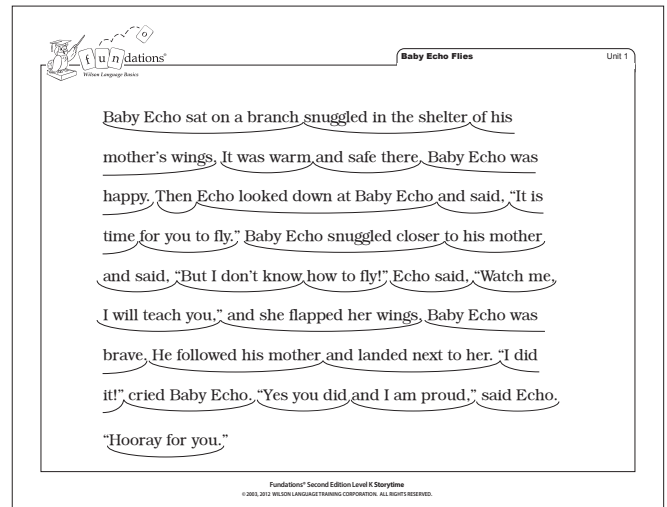 o
f u n dations®
Wilson Language Basics
Baby Echo Flies
Unit 1
Baby Echo sat on a branch snuggled in the shelter of his
mother's wings. It was warm and safe there. Baby Echo was
happy. Then Echo looked down at Baby Echo and said, “It is
time for you to fly.” Baby Echo snuggled closer to his mother
and said, “But I don't know how to fly!” Echo said, “Watch me,
I will teach you,” and she flapped her wings. Baby Echo was
brave. He followed his mother and landed next to her. “I did
it!” cried Baby Echo. “Yes you did and I am proud,” said Echo.
“Hooray for you.”
Fundations® Second Edition Level K Storytime
© 2003, 2012 WILSON LANGUAGE TRAINING CORPORATION. ALL RIGHTS RESERVED.